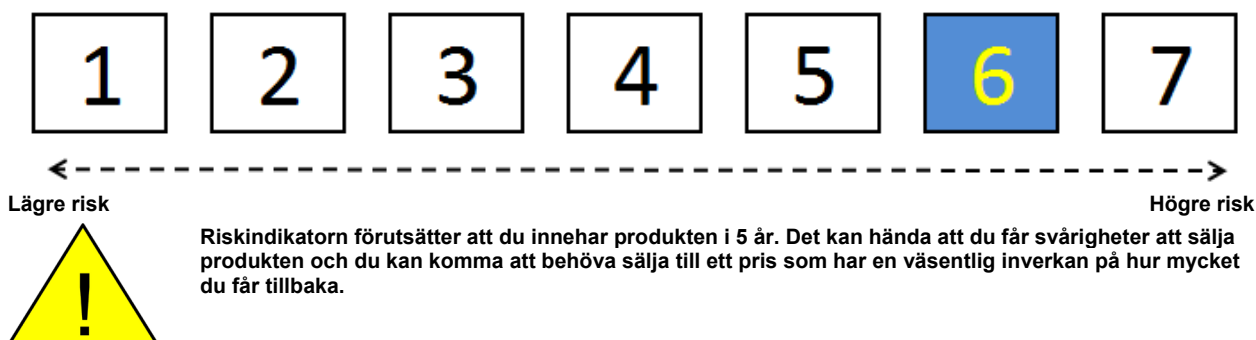 1 2 3 4 5 6 7
Lägre risk Högre risk
Riskindikatorn förutsätter att du innehar produkten i 5 år. Det kan hända att du får svårigheter att sälja
produkten och du kan komma att behöva sälja till ett pris som har en väsentlig inverkan på hur mycket
du får tillbaka.
!